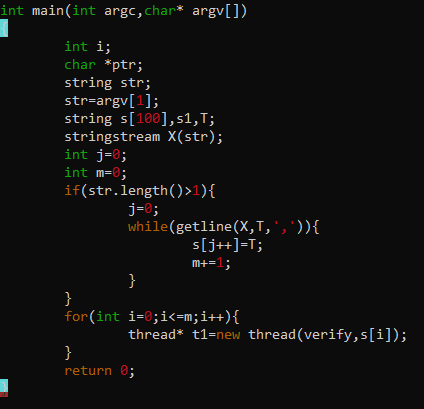 int main(int argc,char* argv[])
{
int i;
char *ptr;
string str;
str=argv[1];
string s[100],s1,T;
stringstream X(str);
int j=0;
int m=0;
if(str.length()>1){
j=0;
while(getline(X,T,',')){
s[j++]=T;
m+=1;
}
}
for(int i=0;i<=m;i++){
thread* t1=new thread(verify,s[i]);
}
return 0;
}